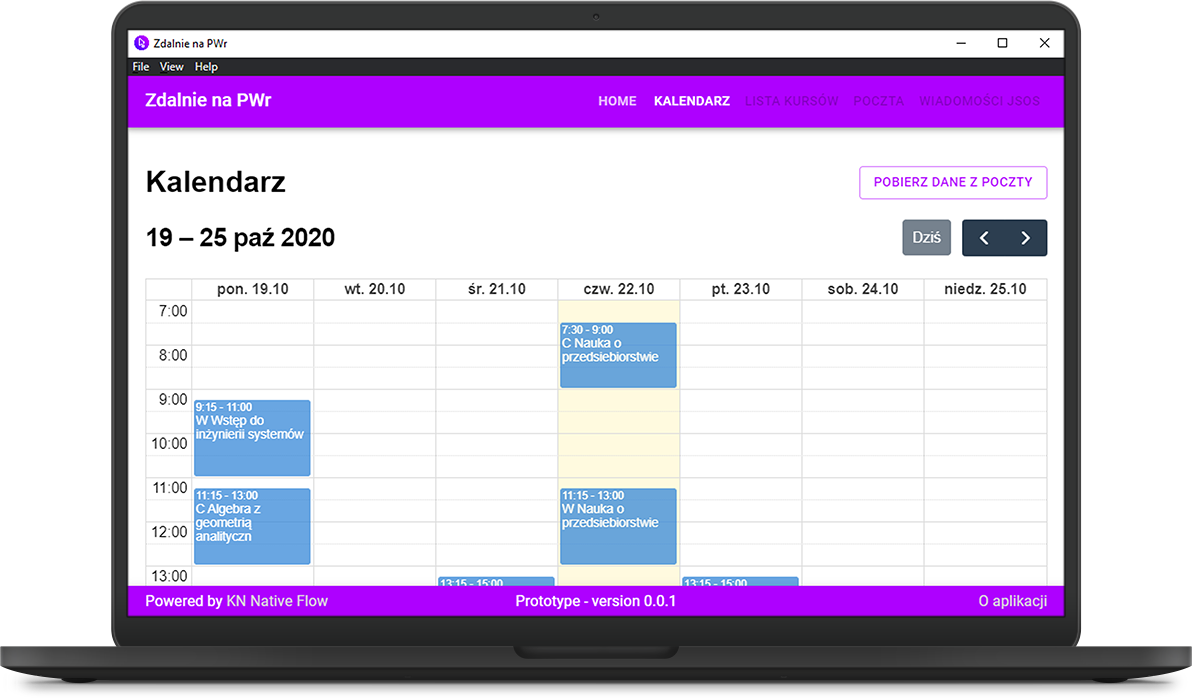 Zdalnie na PWr
File View Help
Zdalnie na PWr
HOME KALENDARZ LISTA KURSÓW POCZTA WIADOMOŚCI JSOS
Kalendarz
POBIERZ DANE Z POCZTY
19 – 25 paź 2020
Dziś
pon. 19.10 wt. 20.10 śr. 21.10 czw. 22.10 pt. 23.10 sob. 24.10 niedz. 25.10
7:00
7:30 - 9:00
C Nauka o
przedsiebiorstwie
8:00
9:00
9:15 - 11:00
W Wstęp do
inżynierii systemów
10:00
11:00
11:15 - 13:00
C Algebra z
geometrią
analityczn
11:15 - 13:00
W Nauka o
przedsiebiorstwie
12:00
13:00
13:15 - 15:00
13:15 - 15:00
Powered by KN Native Flow
Prototype - version 0.0.1
O aplikacji